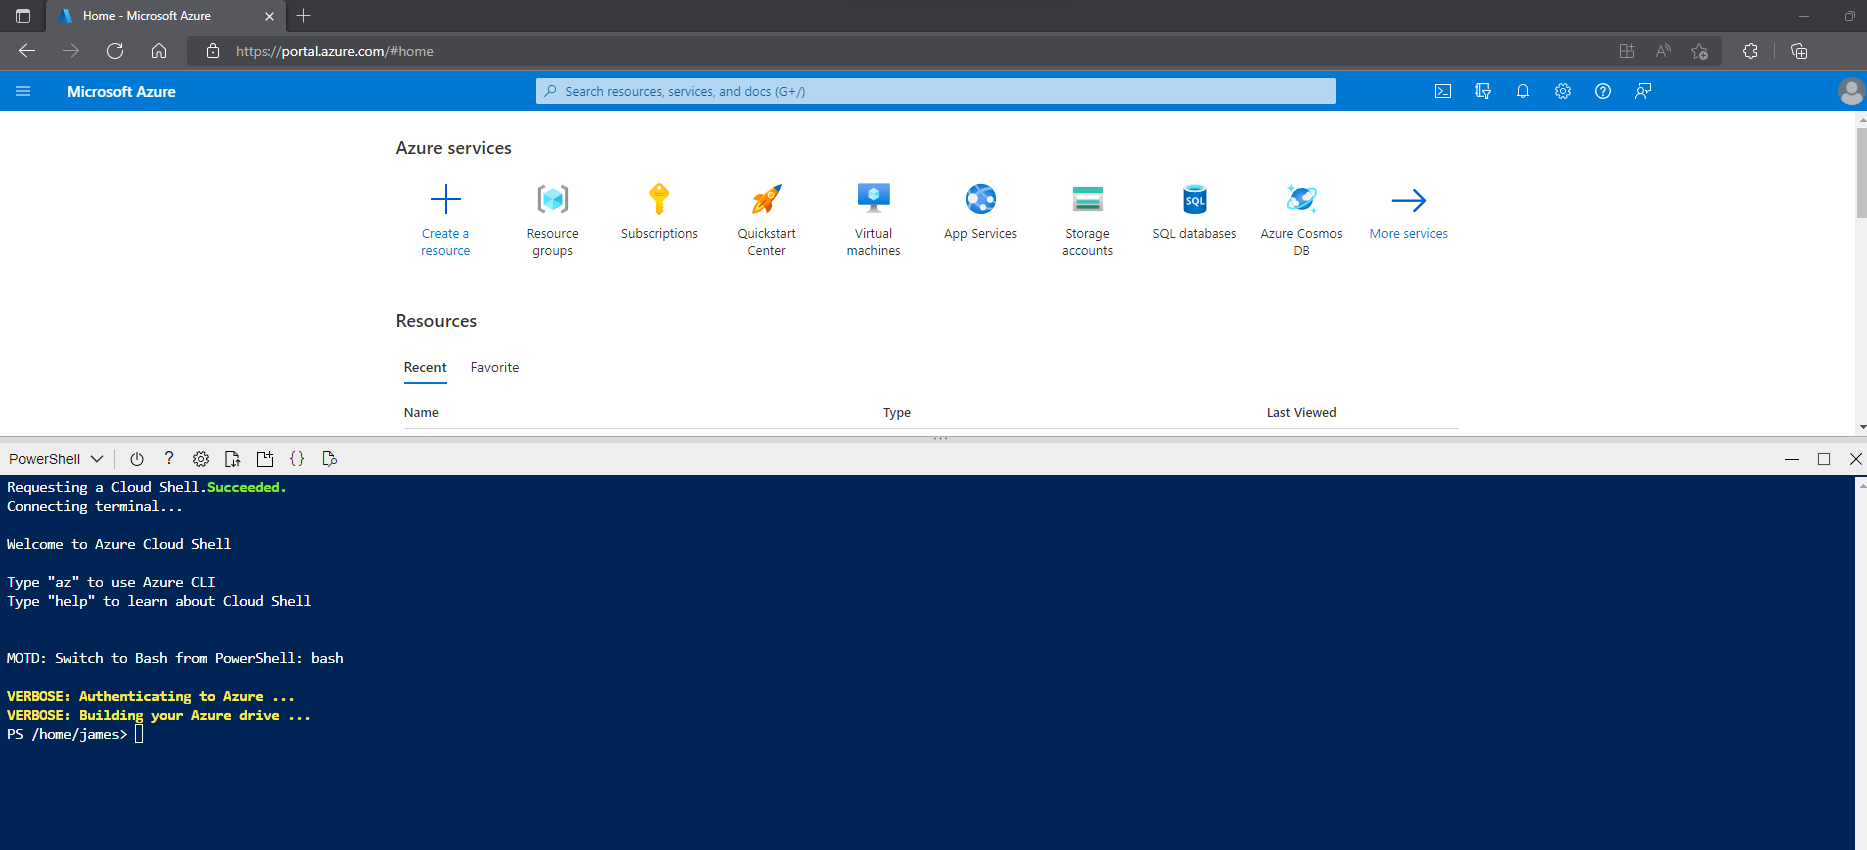 Home - Microsoft Azure
https://portal.azure.com/#home
Microsoft Azure
Search resources, services, and docs (G+/)
Azure services
Create a
resource
Resource
groups
Subscriptions
Quickstart
Center
Virtual
machines
App Services
Storage
accounts
SQL
SQL databases
Azure Cosmos
DB
More services
Resources
Recent Favorite
Name Type Last Viewed
PowerShell
Requesting a Cloud Shell.Succeeded.
Connecting terminal...
Welcome to Azure Cloud Shell
Type "az" to use Azure CLI
Type "help" to learn about Cloud Shell
MOTD: Switch to Bash from PowerShell: bash
VERBOSE: Authenticating to Azure ...
VERBOSE: Building your Azure drive ...
PS /home/james>